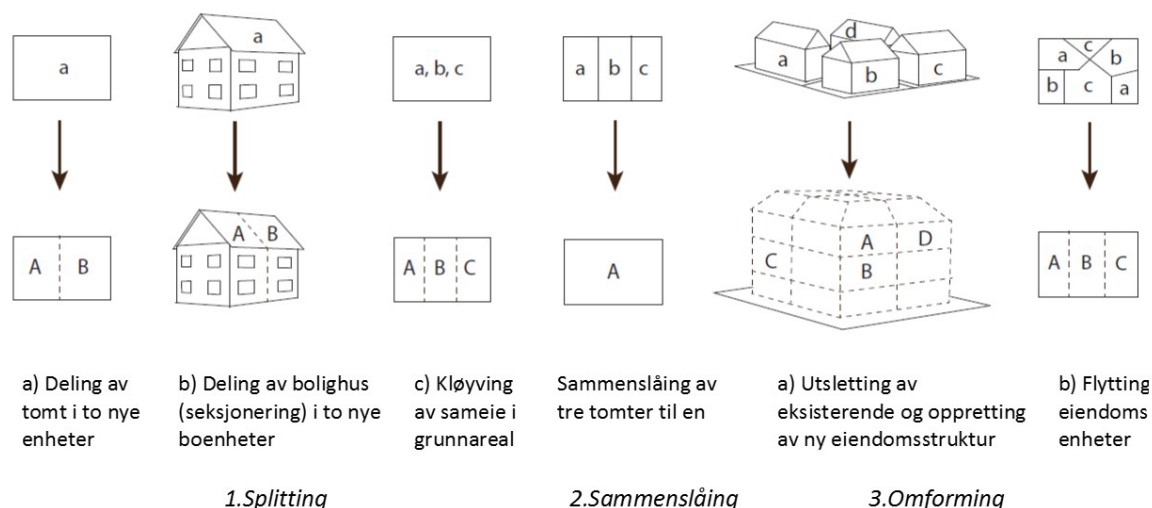 a
a
a, b, c
a b c
d
a b c
c
a b
b c a
A B
A B
A B C
A
A D
C B
A B C
a) Deling av
tomt i to nye
enheter
b) Deling av bolighus
(seksjonering) i to nye
boenheter
c) Kløyving
av sameie i
grunnareal
Sammenslåing av
tre tomter til en
a) Utsletting av
eksisterende og oppretting
av ny eiendomsstruktur
b) Flytting
eiendoms
enheter
1.Splitting
2.Sammenslåing
3.Omforming